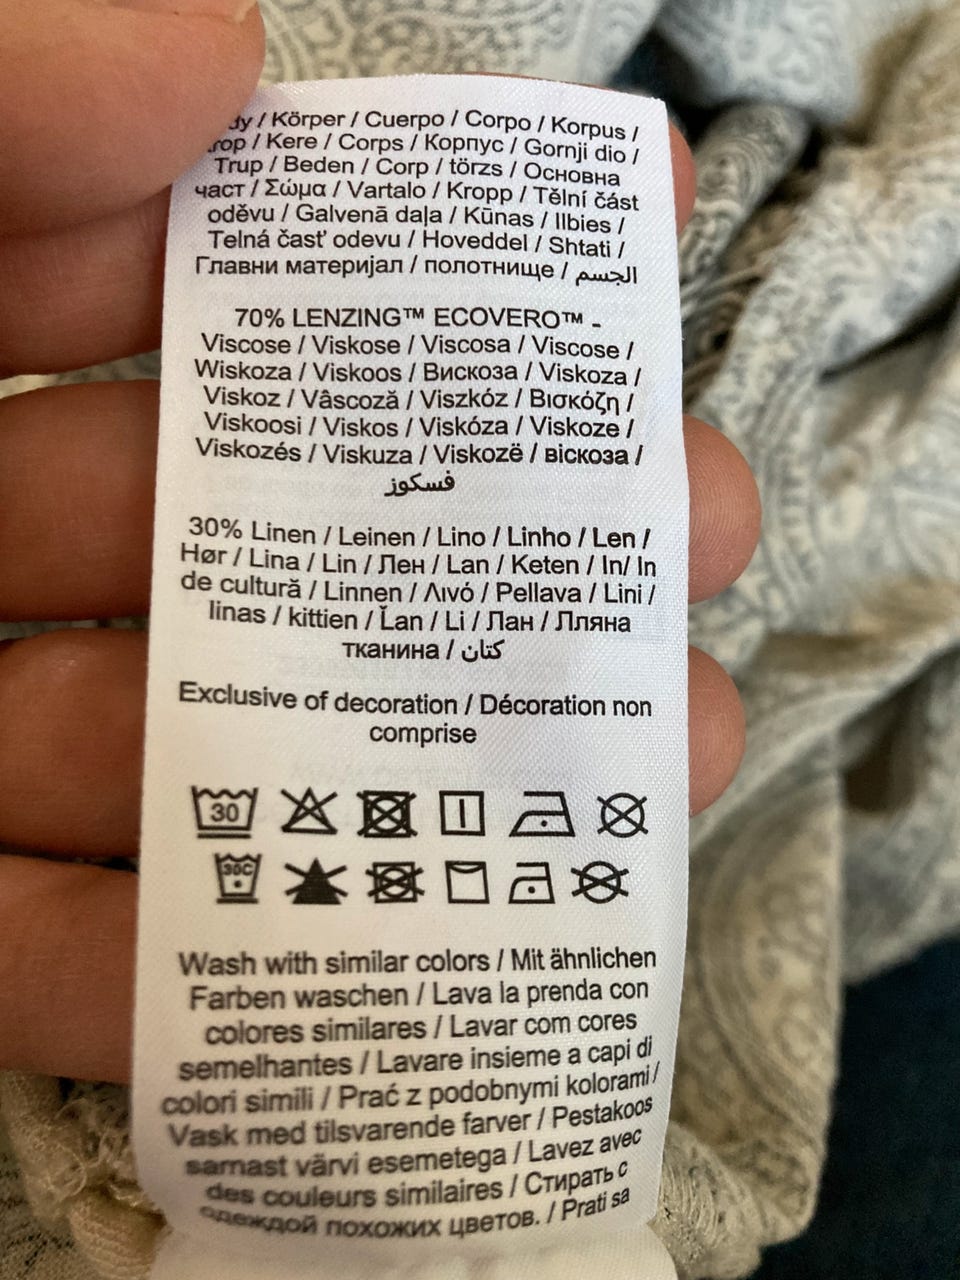 / Körper / Cuerpo / Corpo / Korpus /
/ Kere / Corps / Корпус / Gornji dio /
Trup / Beden / Corp / törzs / Основна
част / Σώμα / Vartalo / Kropp / Tělní část
oděvu / Galvenā daļa / Kūnas / Ilbies /
Telná časť odevu / Hoveddel / Shtati /
Главни материјал / полотнище / الجسم
70% LENZING™ ECOVERO™ -
Viscose / Viskose / Viscosa / Viscose /
Wiskoza / Viskoos / Вискоза / Viskoza /
Viskoz / Vâscoză / Viszkóz / Βισκόζη /
Viskoosi / Viskos / Viskóza / Viskoze /
Viskozés / Viskuza / Viskozë / віскоза /
فسكوز
30% Linen / Leinen / Lino / Linho / Len /
Hør / Lina / Lin / Лен / Lan / Keten / In/ In
de cultură / Linnen / Λινό / Pellava / Lini /
linas / kittien / Ľan / Li / Лан / Лляна
тканина / كتان
Exclusive of decoration / Décoration non
comprise
30
30C
Wash with similar colors / Mit ähnlichen
Farben waschen / Lava la prenda con
colores similares / Lavar com cores
semelhantes / Lavare insieme a capi di
colori simili / Prać z podobnymi kolorami /
Vask med tilsvarende farver / Pestakoos
samast värvi esemetega / Lavez avec
des couleurs similaires / Стирать с
одеждой похожих цветов. / Prati sa